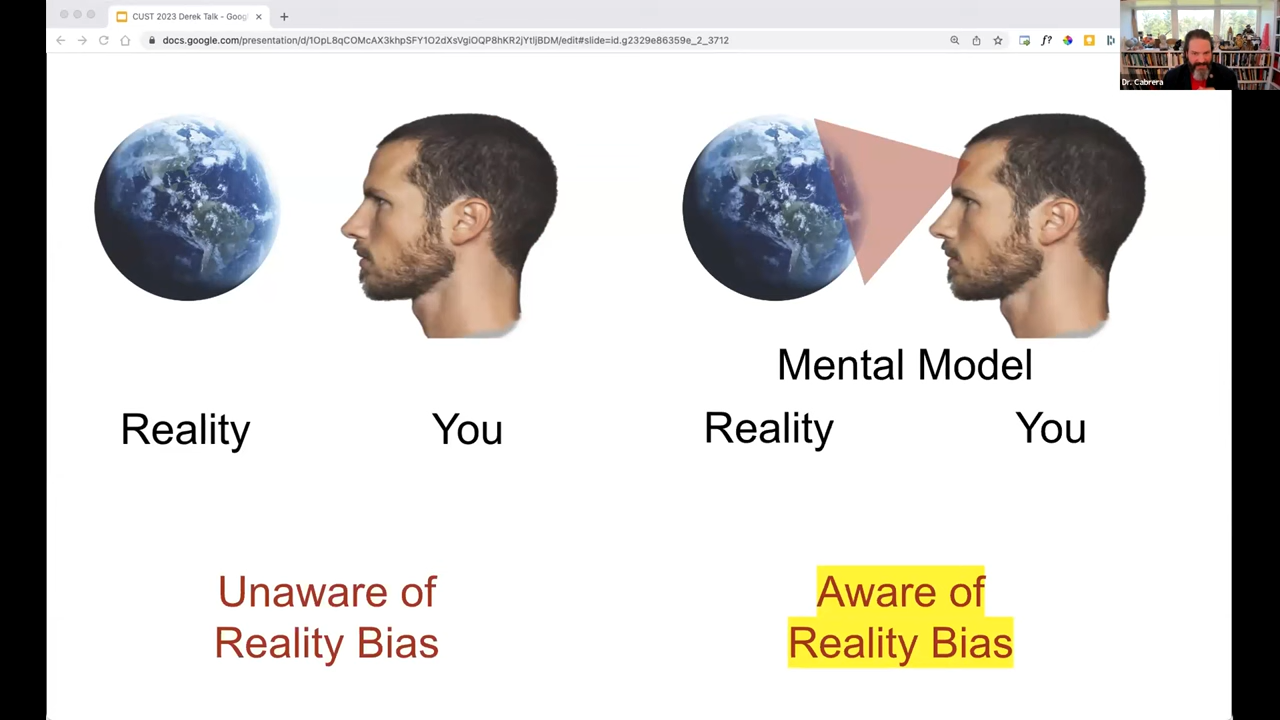 CUST 2023 Derek Talk - Goog
docs.google.com/presentation/d/1OpL8qCOMcAX3khpSFY1O2dXsVgiOQP8hKR2jYtIjBDM/edit#slide=id.g2329e86359e_2_3712
f?
Dr. Cabrera
Mental Model
Reality
You
Reality
You
Unaware of
Reality Bias
Aware of
Reality Bias